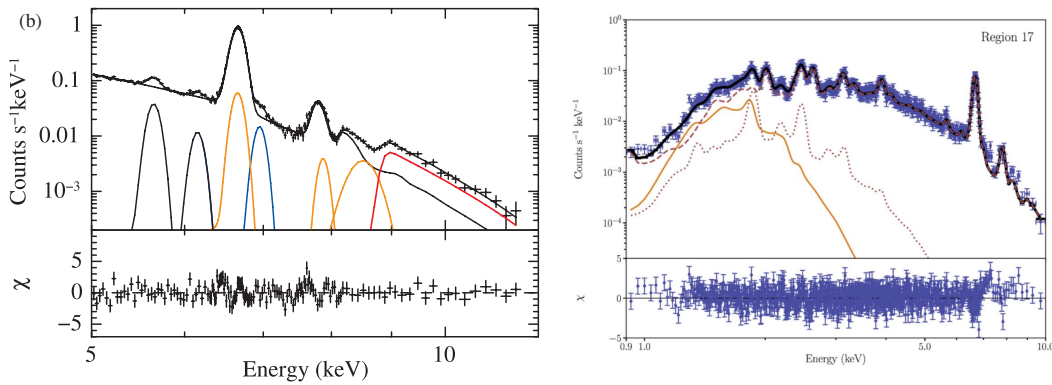 (b)
1
0.1
0.01
10⁻³
Counts s⁻¹keV⁻¹
5
0
−5
χ
5
10
Energy (keV)
Region 17
10⁰
10⁻¹
10⁻²
10⁻³
10⁻⁴
Counts s⁻¹ keV⁻¹
5
0
−5
χ
0.9
1.0
5.0
10.0
Energy (keV)